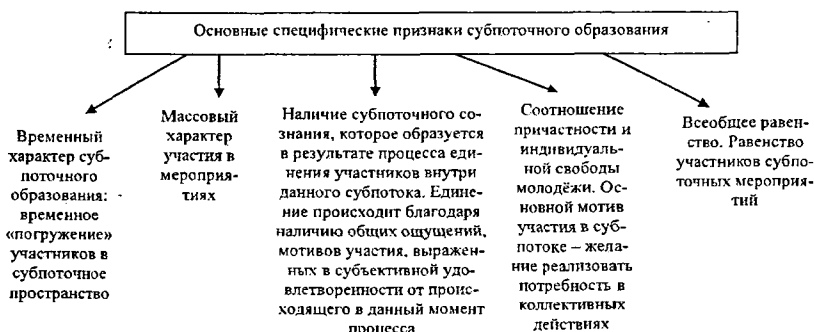 Основные специфические признаки субпоточного образования
Временный
характер суб-
поточного
образования:
временное
«погружение»
участников в
субпоточное
пространство
Массовый
характер
участия в
мероприя-
тиях
Наличие субпоточного со-
знания, которое образуется
в результате процесса еди-
нения участников внутри
данного субпотока. Едине-
ние происходит благодаря
наличию общих ощущений,
мотивов участия, выражен-
ных в субъективной удо-
влетворенности от проис-
ходящего в данный момент
процесса
Соотношение
причастности и
индивидуаль-
ной свободы
молодёжи. Ос-
новной мотив
участия в суб-
потоке – жела-
ние реализовать
потребность в
коллективных
действиях
Всеобщее равен-
ство. Равенство
участников субпо-
точных мероприя-
тий